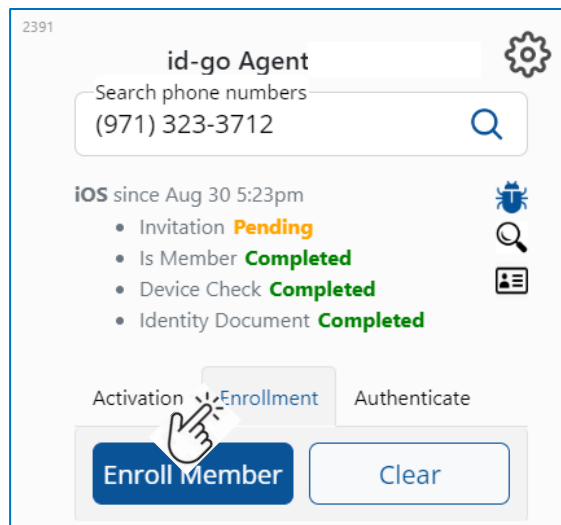 2391
id-go Agent
Search phone numbers
(971) 323-3712
iOS since Aug 30 5:23pm
• Invitation Pending
• Is Member Completed
• Device Check Completed
• Identity Document Completed
Activation Enrollment Authenticate
Enroll Member Clear